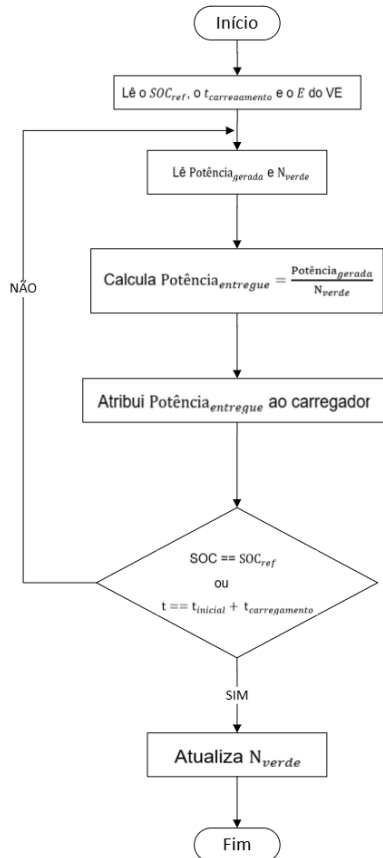 Início
Lê o SOC_ref, o t_carregamento e o E do VE
Lê Potência_gerada e N_verde
NÃO
Calcula Potência_entregue = Potência_gerada / N_verde
Atribui Potência_entregue ao carregador
SOC == SOC_ref
ou
t == t_inicial + t_carregamento
SIM
Atualiza N_verde
Fim